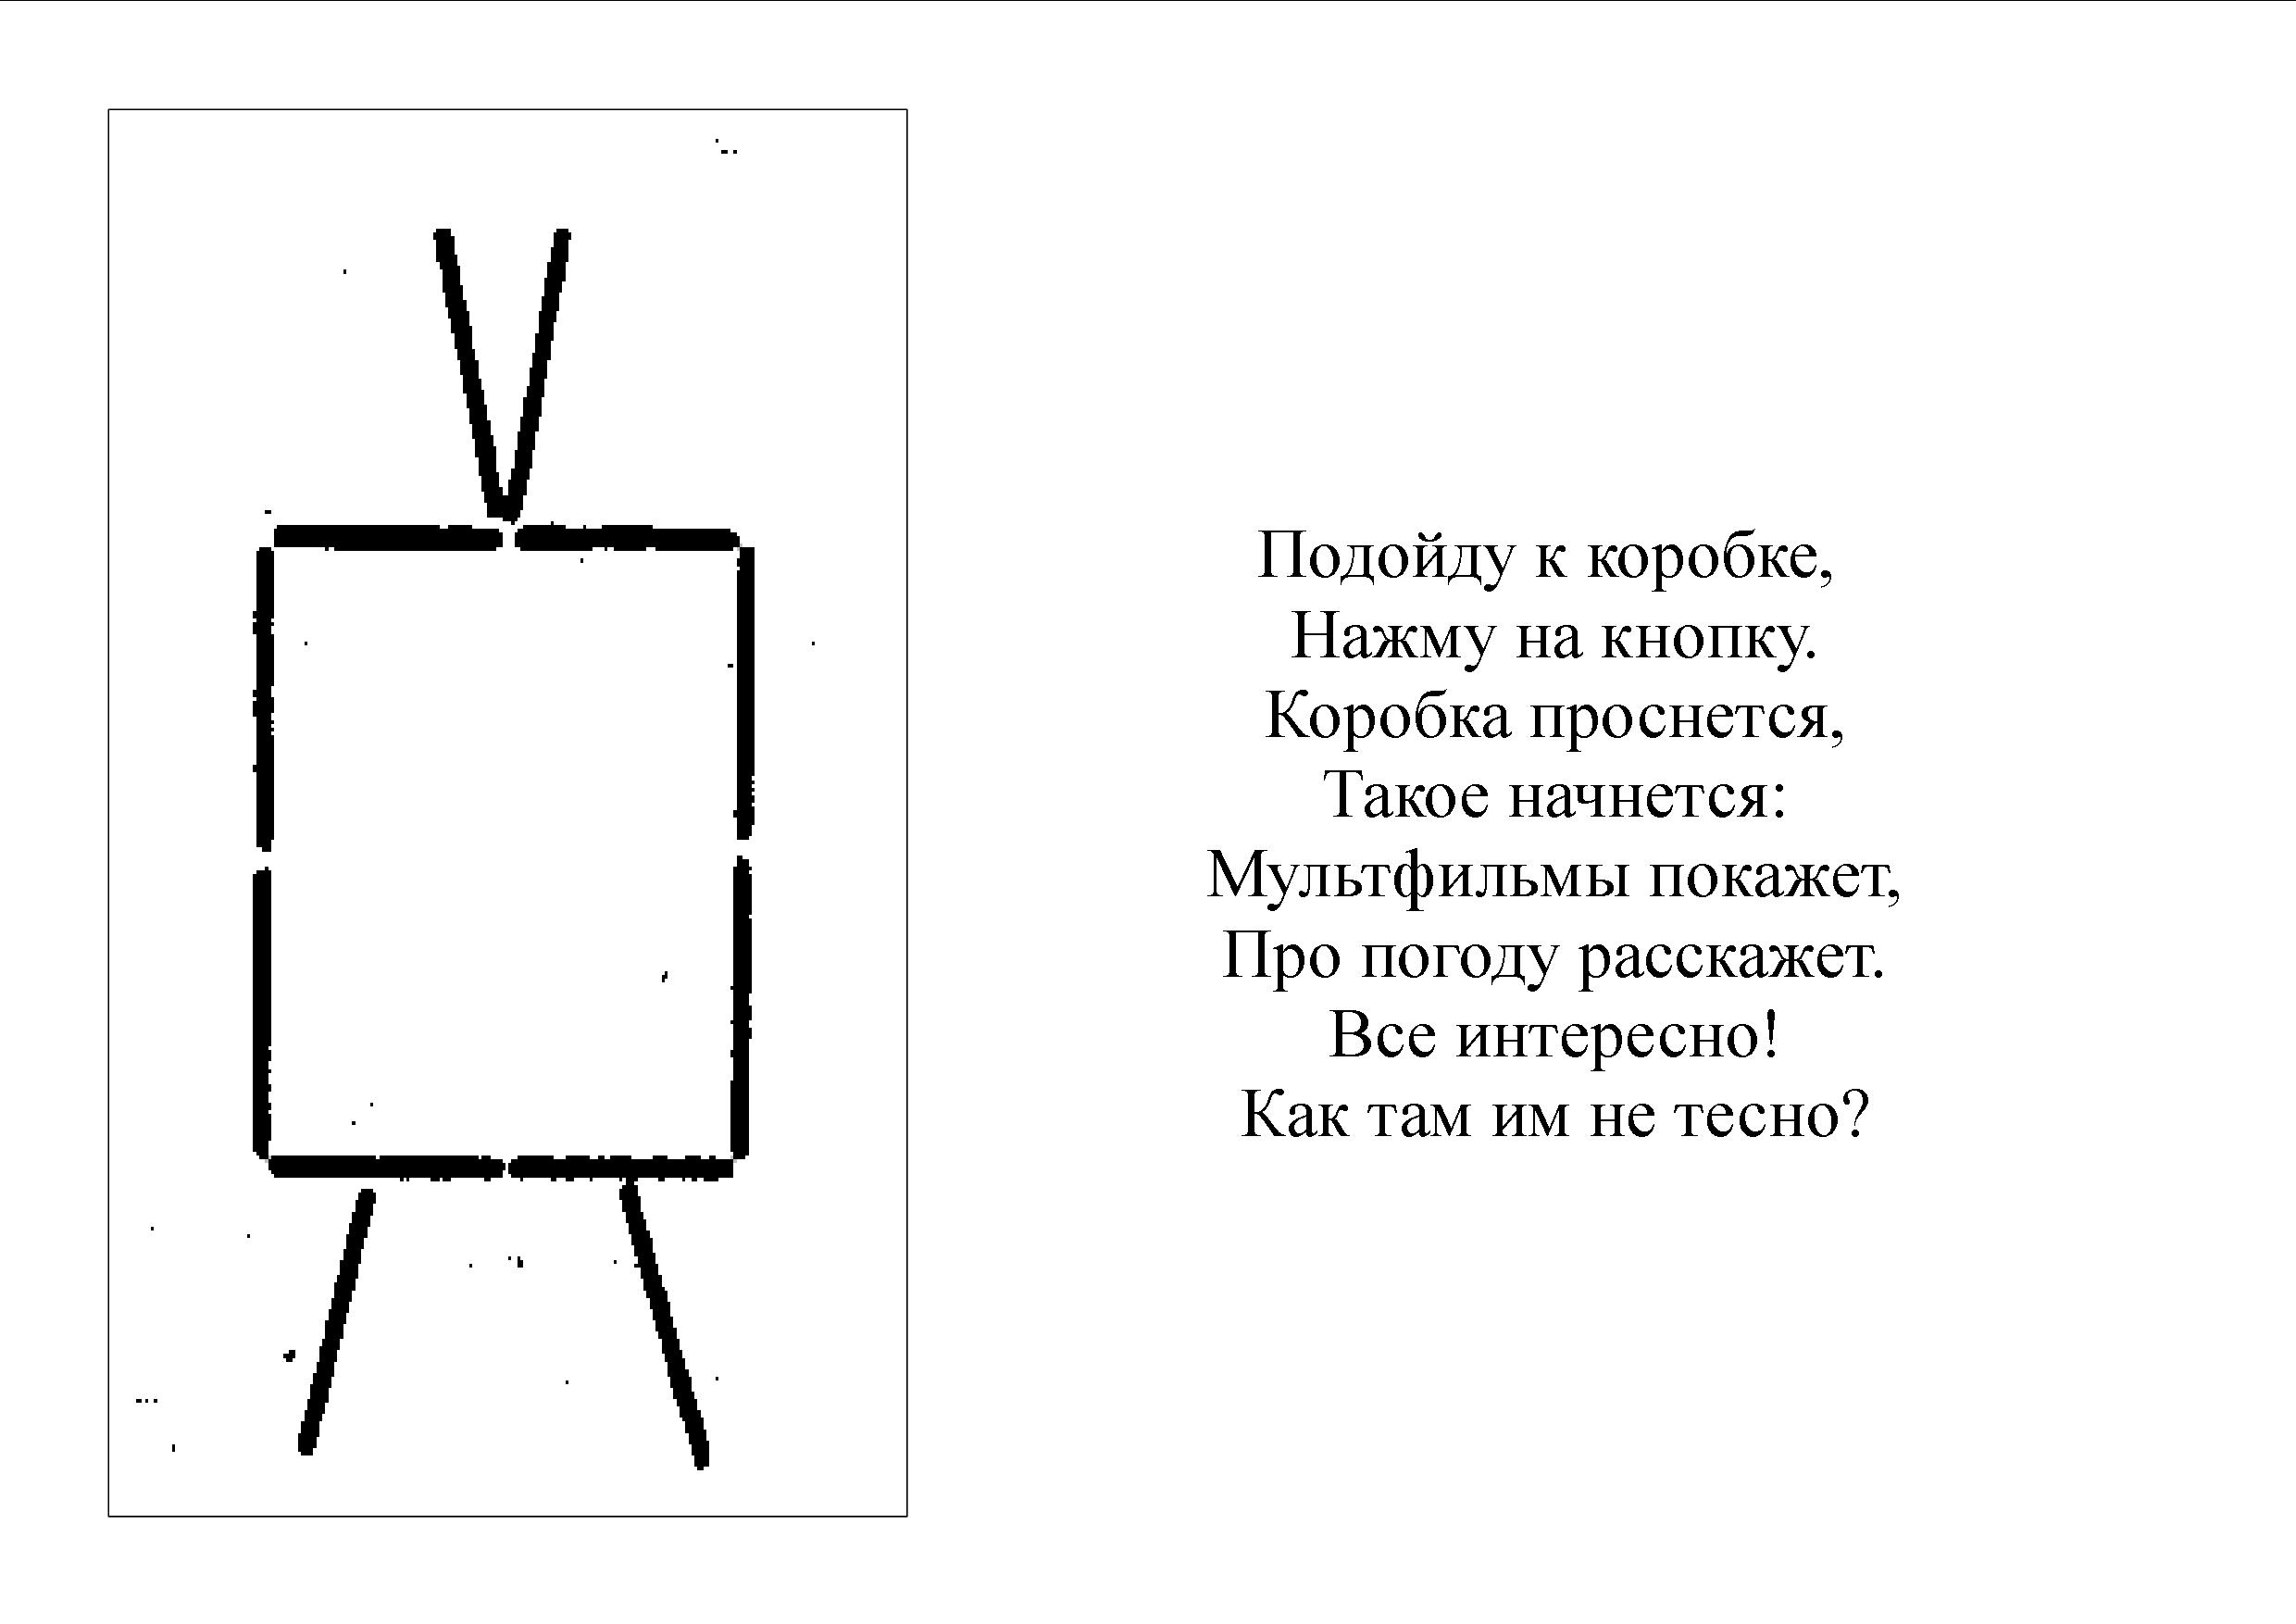 Подойду к коробке,
Нажму на кнопку.
Коробка проснется,
Такое начнется:
Мультфильмы покажет,
Про погоду расскажет.
Все интересно!
Как там им не тесно?